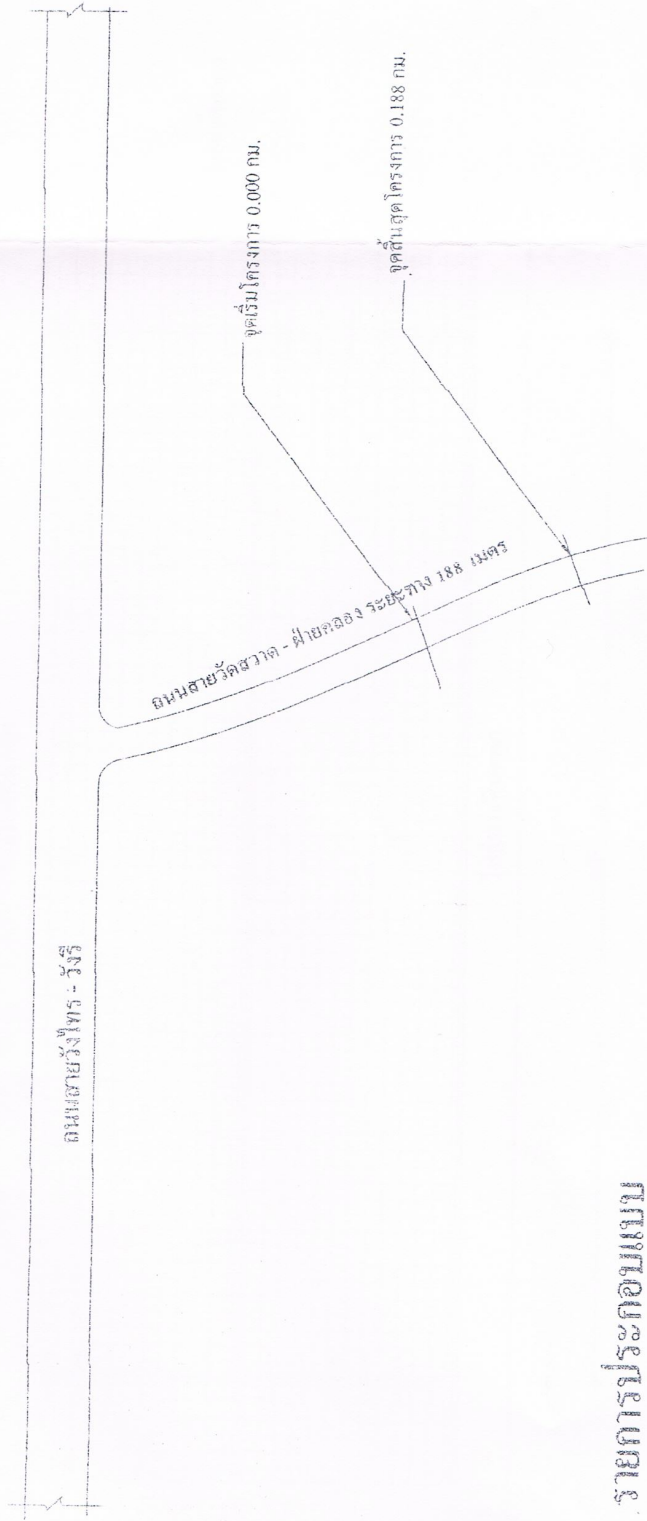 ถนนสายวังไทร - วังรี
ถนนสายวัดสวาด - ฝ่ายคลอง ระยะทาง 188 เมตร
จุดเริ่มโครงการ 0.000 กม.
จุดสิ้นสุดโครงการ 0.188 กม.
รายการประกอบแบบ